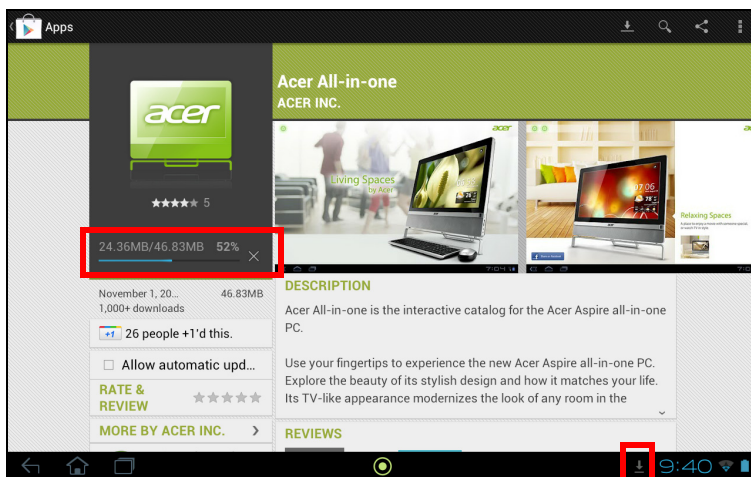 Apps
Acer All-in-one
ACER INC.
acer
5
24.36MB/46.83MB 52%
November 1, 20... 46.83MB
1,000+ downloads
+1 26 people +1'd this.
Allow automatic upd...
RATE &
REVIEW
MORE BY ACER INC.
acer
Living Spaces
by Acer
7:04
Relaxing Spaces
DESCRIPTION
Acer All-in-one is the interactive catalog for the Acer Aspire all-in-one
PC.
Use your fingertips to experience the new Acer Aspire all-in-one PC.
Explore the beauty of its stylish design and how it matches your life.
Its TV-like appearance modernizes the look of any room in the
REVIEWS
9:40